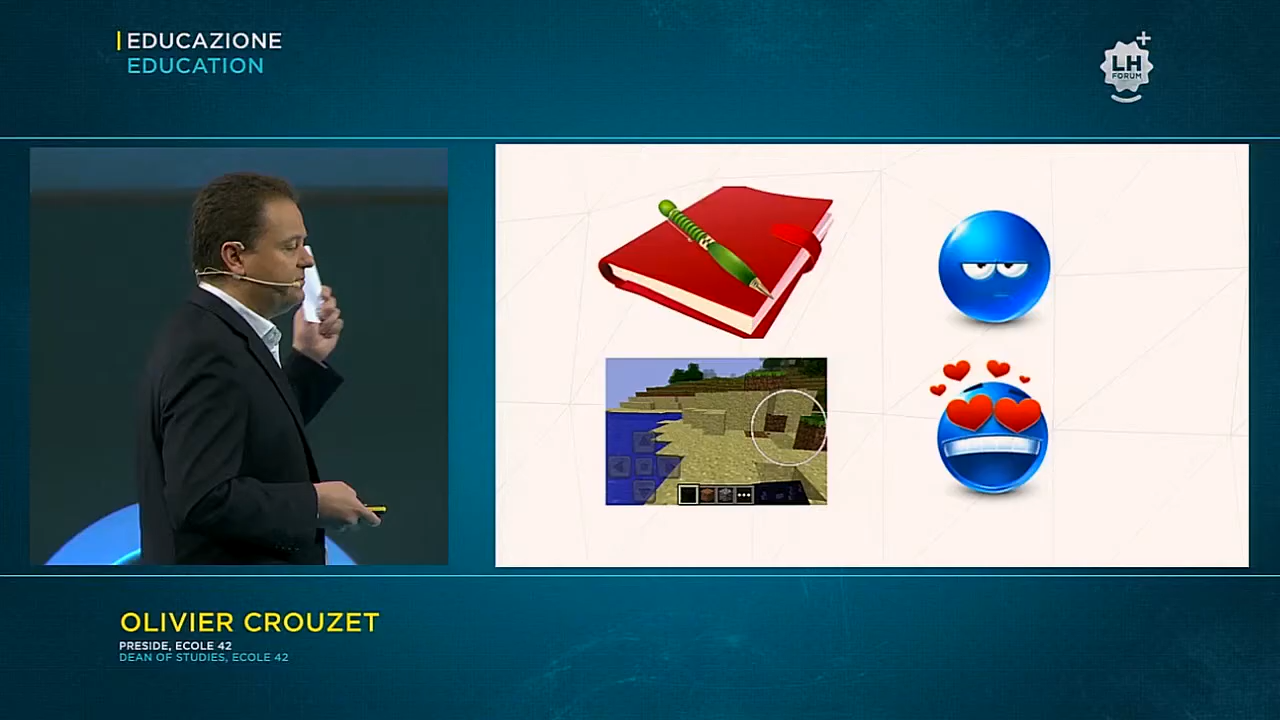 EDUCAZIONE
EDUCATION
LH
FORUM
OLIVIER CROUZET
PRESIDE, ECOLE 42
DEAN OF STUDIES, ECOLE 42